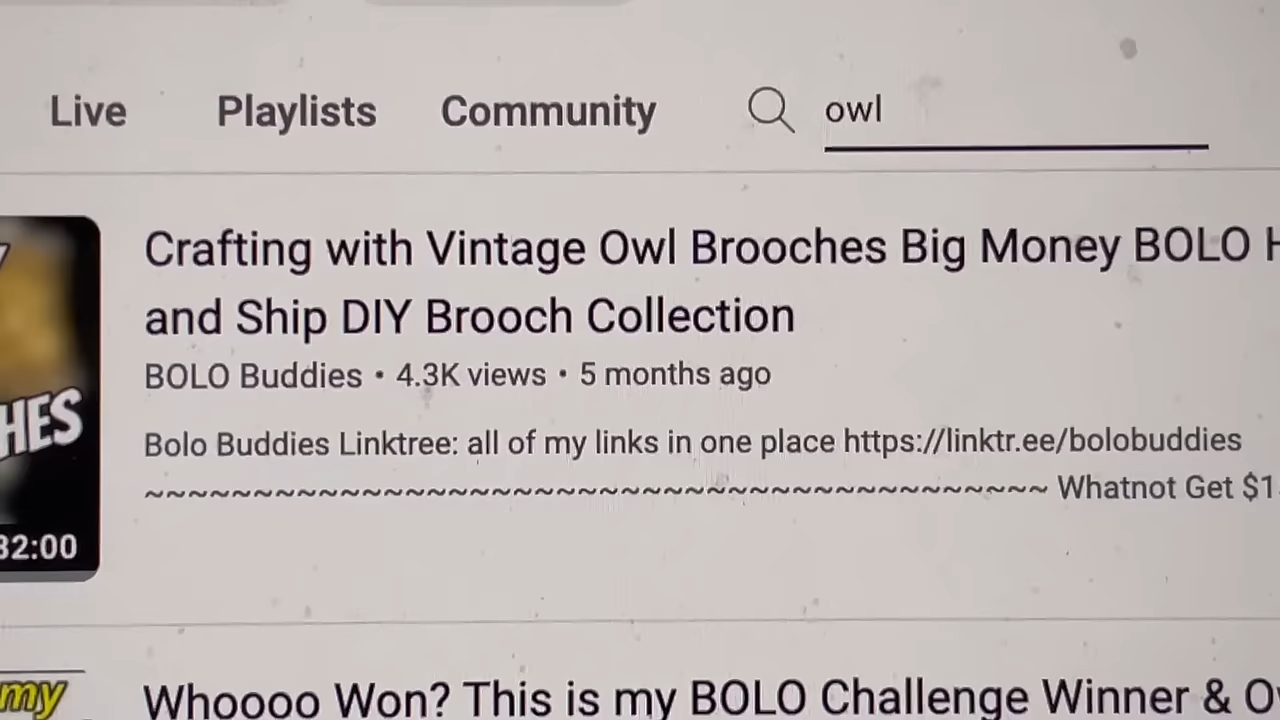 Live Playlists Community owl
Crafting with Vintage Owl Brooches Big Money BOLO
and Ship DIY Brooch Collection
BOLO Buddies • 4.3K views • 5 months ago
HES
Bolo Buddies Linktree: all of my links in one place https://linktr.ee/bolobuddies
~~~~~~~~~~~~~~~~~~~~~~~~~~~~~~~~~~~~~~~~~~ Whatnot Get $1
32:00
my
Whoooo Won? This is my BOLO Challenge Winner &